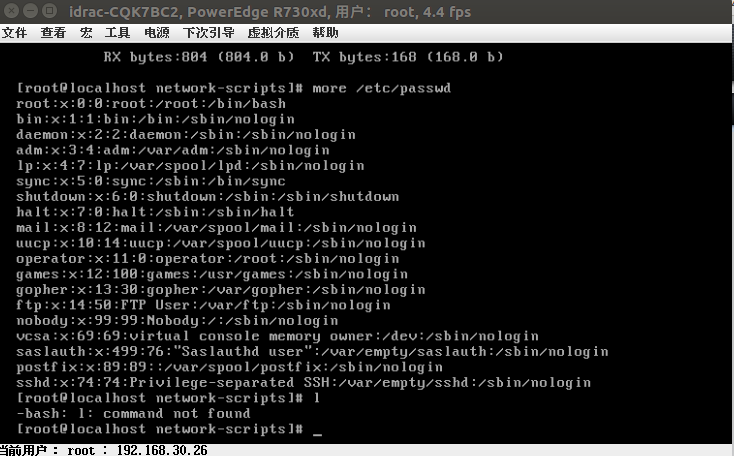 idrac-CQK7BC2, PowerEdge R730xd, 用户： root, 4.4 fps
文件 查看 宏 工具 电源 下次引导 虚拟介质 帮助
RX bytes:804 (804.0 b)  TX bytes:168 (168.0 b)
[root@localhost network-scripts]# more /etc/passwd
root:x:0:0:root:/root:/bin/bash
bin:x:1:1:bin:/bin:/sbin/nologin
daemon:x:2:2:daemon:/sbin:/sbin/nologin
adm:x:3:4:adm:/var/adm:/sbin/nologin
lp:x:4:7:lp:/var/spool/lpd:/sbin/nologin
sync:x:5:0:sync:/sbin:/bin/sync
shutdown:x:6:0:shutdown:/sbin:/sbin/shutdown
halt:x:7:0:halt:/sbin:/sbin/halt
mail:x:8:12:mail:/var/spool/mail:/sbin/nologin
uucp:x:10:14:uucp:/var/spool/uucp:/sbin/nologin
operator:x:11:0:operator:/root:/sbin/nologin
games:x:12:100:games:/usr/games:/sbin/nologin
gopher:x:13:30:gopher:/var/gopher:/sbin/nologin
ftp:x:14:50:FTP User:/var/ftp:/sbin/nologin
nobody:x:99:99:Nobody:/:/sbin/nologin
vcsa:x:69:69:virtual console memory owner:/dev:/sbin/nologin
saslauth:x:499:76:"Saslauthd user":/var/empty/saslauth:/sbin/nologin
postfix:x:89:89::/var/spool/postfix:/sbin/nologin
sshd:x:74:74:Privilege-separated SSH:/var/empty/sshd:/sbin/nologin
[root@localhost network-scripts]# l
-bash: l: command not found
[root@localhost network-scripts]# _
当前用户： root ： 192.168.30.26